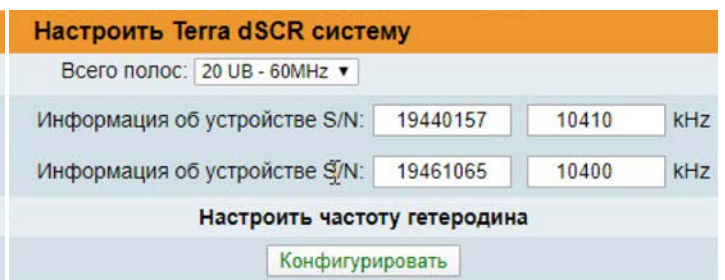 Настроить Terra dSCR систему
Всего полос: 20 UB - 60MHz ▼
Информация об устройстве S/N: 19440157 10410 kHz
Информация об устройстве S/N: 19461065 10400 kHz
Настроить частоту гетеродина
Конфигурировать